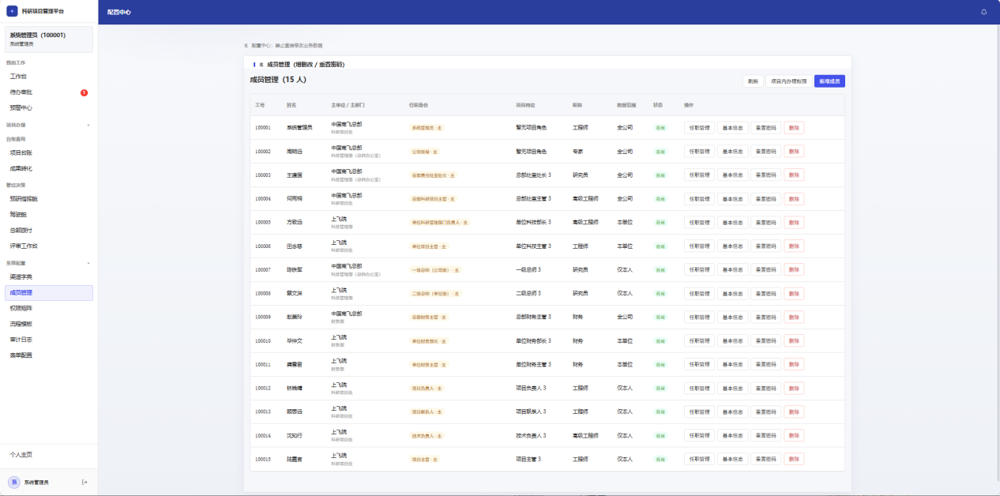 科研项目管理平台
配置中心
系统管理员（100001）
系统管理员
我的工作
工作台
待办审批 1
预警中心
项目办理
台账查询
项目台账
成果转化
管控决策
预研指挥舱
驾驶舱
总部拨付
评审工作台
系统配置
渠道字典
成员管理
权限矩阵
流程模板
审计日志
表单配置
个人主页
系 系统管理员
配置中心：禁止直接修改业务数据
成员管理（增删改 / 重置密码）
成员管理（15 人）
刷新 项目内办理权限 新增成员
工号 姓名 主单位 / 主部门 任职身份 项目岗位 职称 数据范围 状态 操作
100001 系统管理员 中国商飞总部 系统管理员 · 主 暂无项目角色 工程师 全公司 在岗 任职管理 基本信息 重置密码 删除
科研项目处
100002 周明远 中国商飞总部 公司领导 · 主 暂无项目角色 专家 全公司 在岗 任职管理 基本信息 重置密码 删除
科技管理部（总师办公室）
100003 王建国 中国商飞总部 总部责任处室处长 · 主 总部处室处长 3 研究员 全公司 在岗 任职管理 基本信息 重置密码 删除
科技管理部（总师办公室）
100004 何雨桐 中国商飞总部 总部科研项目主管 · 主 总部处室主管 3 高级工程师 全公司 在岗 任职管理 基本信息 重置密码 删除
科研项目处
100005 方致远 上飞院 单位科研管理部门负责人 · 主 单位科技部长 3 高级工程师 本单位 在岗 任职管理 基本信息 重置密码 删除
科技管理部
100006 田念慈 上飞院 单位项目主管 · 主 单位科技主管 3 工程师 本单位 在岗 任职管理 基本信息 重置密码 删除
科研项目处
100007 陈铁军 中国商飞总部 一级总师（公司级） · 主 一级总师 3 研究员 仅本人 在岗 任职管理 基本信息 重置密码 删除
科技管理部（总师办公室）
100008 蔡文渊 上飞院 二级总师（单位级） · 主 二级总师 3 研究员 仅本人 在岗 任职管理 基本信息 重置密码 删除
科技管理部
100009 赵美玲 中国商飞总部 总部财务主管 · 主 总部财务主管 3 财务 全公司 在岗 任职管理 基本信息 重置密码 删除
财务部
100010 毕仲文 上飞院 单位财务部长 · 主 单位财务部长 3 财务 本单位 在岗 任职管理 基本信息 重置密码 删除
财务部
100011 龚雪君 上飞院 单位财务主管 · 主 单位财务主管 3 财务 本单位 在岗 任职管理 基本信息 重置密码 删除
财务部
100012 林晚晴 上飞院 项目负责人 · 主 项目负责人 3 工程师 仅本人 在岗 任职管理 基本信息 重置密码 删除
科研项目处
100013 顾思远 上飞院 项目联系人 · 主 项目联系人 3 工程师 仅本人 在岗 任职管理 基本信息 重置密码 删除
科研项目处
100014 沈知行 上飞院 技术负责人 · 主 技术负责人 3 高级工程师 仅本人 在岗 任职管理 基本信息 重置密码 删除
科研项目处
100015 陆嘉言 上飞院 项目主管 · 主 项目主管 3 工程师 仅本人 在岗 任职管理 基本信息 重置密码 删除
科研项目处